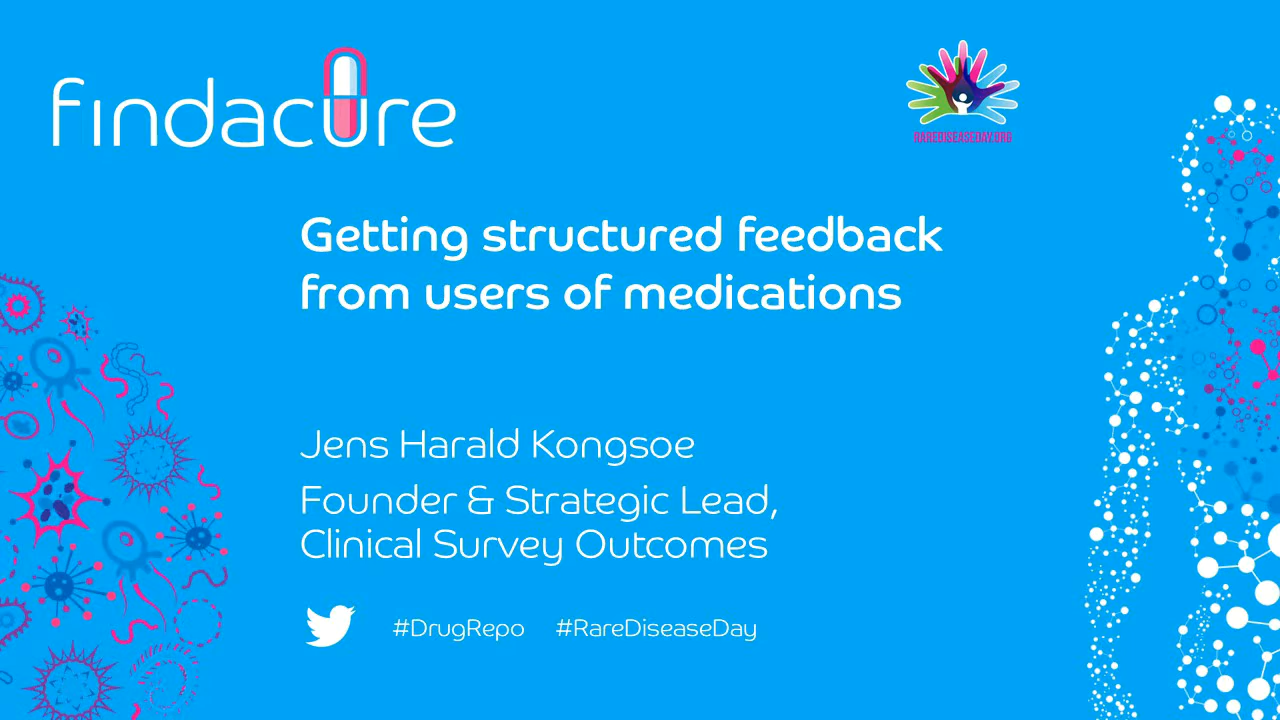 findacure
RAREDISEASEDAY.ORG
Getting structured feedback
from users of medications
Jens Harald Kongsoe
Founder & Strategic Lead,
Clinical Survey Outcomes
#DrugRepo #RareDiseaseDay